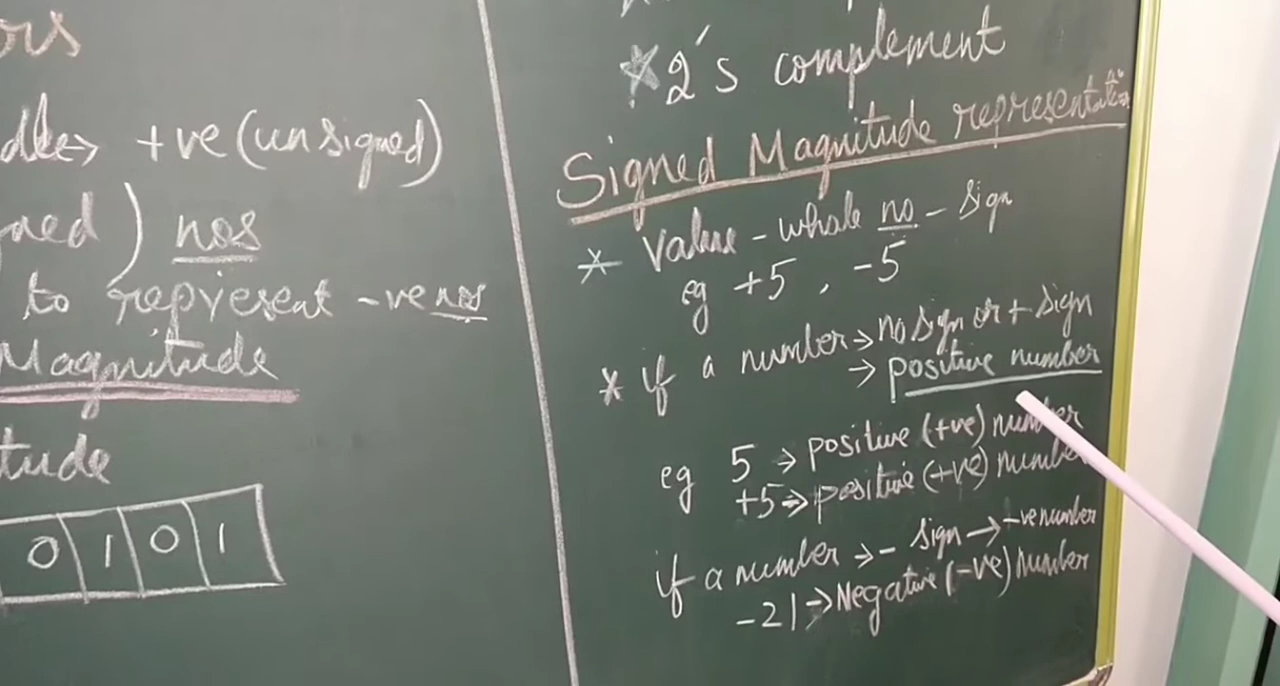 ors
dle → +ve (unsigned)
ned) nos
to represent -ve nos
Magnitude
tude
0 1 0 1
* 2's complement
Signed Magnitude representation
* Value - whole no - sign
eg +5 , -5
* if a number → no sign or + sign
→ positive number
eg 5 → positive (+ve) number
+5 → positive (+ve) number
if a number → - sign → -ve number
-21 → Negative (-ve) number